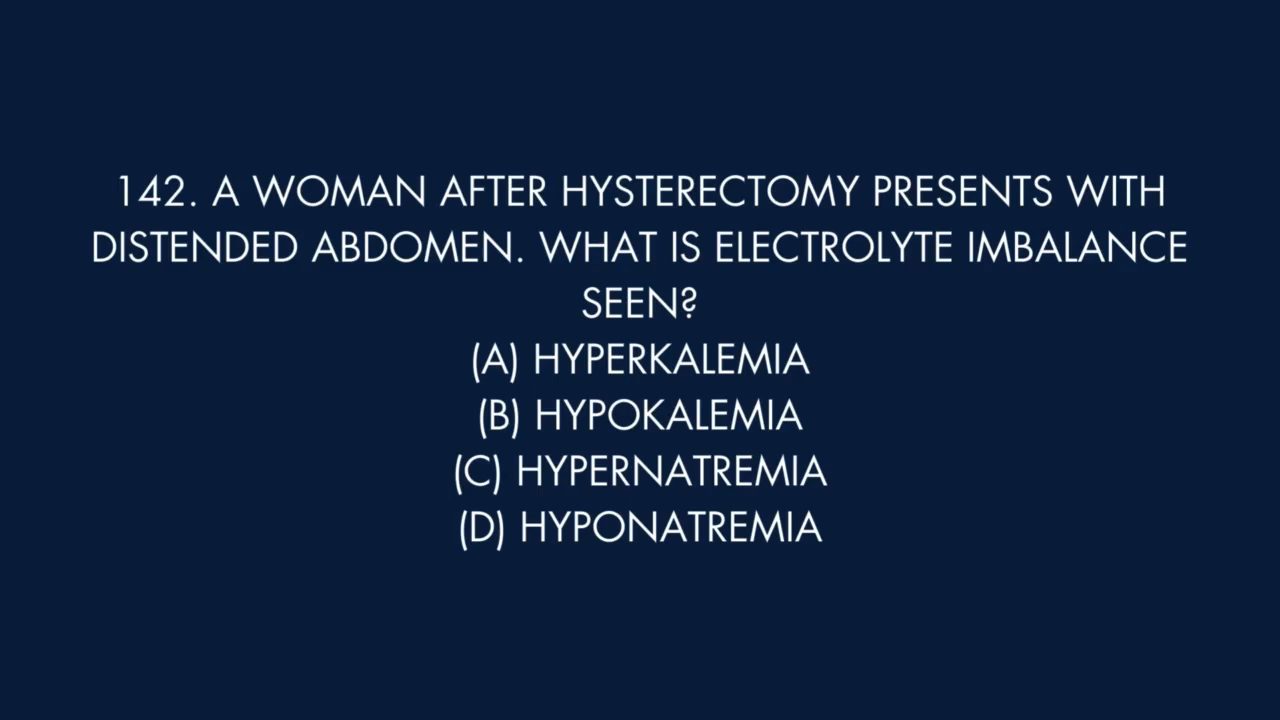 142. A WOMAN AFTER HYSTERECTOMY PRESENTS WITH
DISTENDED ABDOMEN. WHAT IS ELECTROLYTE IMBALANCE
SEEN?
(A) HYPERKALEMIA
(B) HYPOKALEMIA
(C) HYPERNATREMIA
(D) HYPONATREMIA